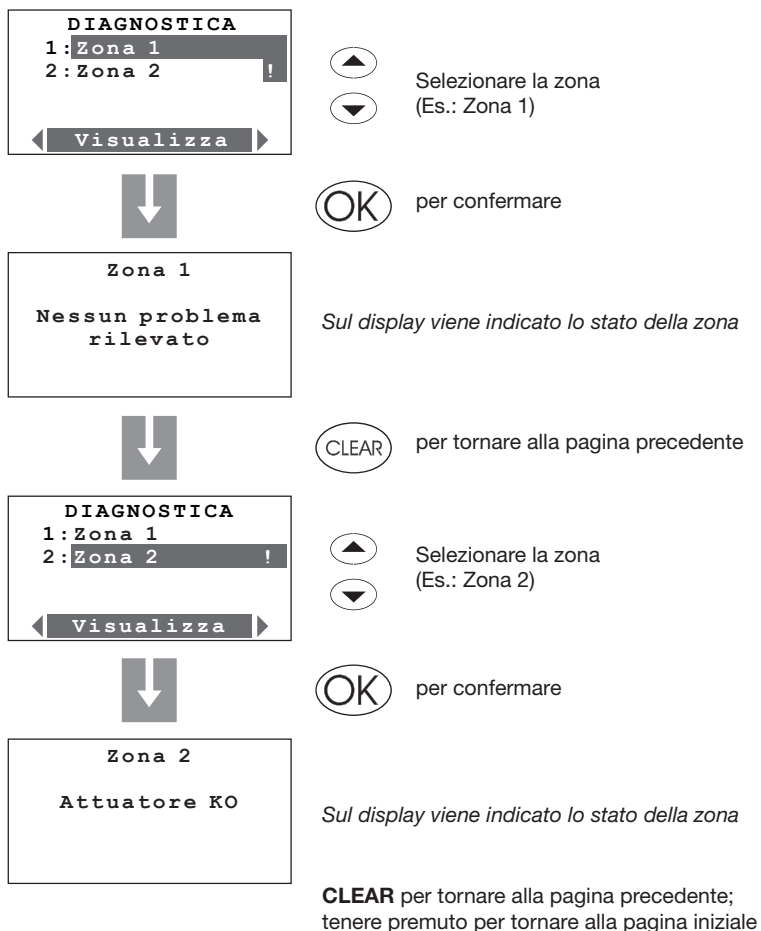 DIAGNOSTICA
1:Zona 1
2:Zona 2 !
Visualizza
Selezionare la zona
(Es.: Zona 1)
OK per confermare
Zona 1
Nessun problema
rilevato
Sul display viene indicato lo stato della zona
CLEAR per tornare alla pagina precedente
DIAGNOSTICA
1:Zona 1
2:Zona 2 !
Visualizza
Selezionare la zona
(Es.: Zona 2)
OK per confermare
Zona 2
Attuatore KO
Sul display viene indicato lo stato della zona
CLEAR per tornare alla pagina precedente;
tenere premuto per tornare alla pagina iniziale